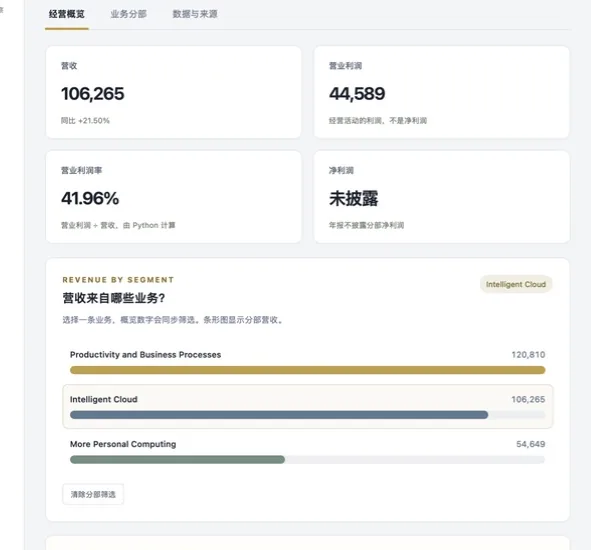 经营概览 业务分部 数据与来源
营收
106,265
同比 +21.50%
营业利润
44,589
经营活动的利润，不是净利润
营业利润率
41.96%
营业利润 ÷ 营收，由 Python 计算
净利润
未披露
年报不披露分部净利润
REVENUE BY SEGMENT
Intelligent Cloud
营收来自哪些业务？
选择一条业务，概览数字会同步筛选。条形图显示分部营收。
Productivity and Business Processes 120,810
Intelligent Cloud 106,265
More Personal Computing 54,649
清除分部筛选